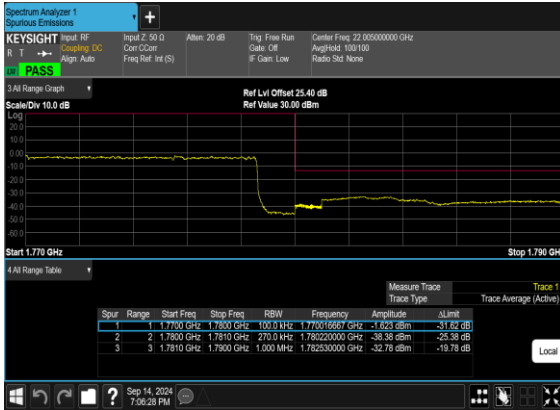 Spectrum Analyzer 1
Spurious Emissions
+
KEYSIGHT Input: RF Input Z: 50 Ω Atten: 20 dB Trig: Free Run Center Freq: 22.005000000 GHz
R T Coupling: DC Corr CCorr Gate: Off Avg|Hold: 100/100
Align: Auto Freq Ref: Int (S) IF Gain: Low Radio Std: None
PASS
3 All Range Graph
Ref Lvl Offset 25.40 dB
Scale/Div 10.0 dB Ref Value 30.00 dBm
Log
20.0
10.0
0.00
-10.0
-20.0
-30.0
-40.0
-50.0
-60.0
Start 1.770 GHz Stop 1.790 GH
4 All Range Table
Measure Trace Trace 1
Trace Type Trace Average (Active)
Spur Range Start Freq Stop Freq RBW Frequency Amplitude ΔLimit
1 1 1.7700 GHz 1.7800 GHz 100.0 kHz 1.770016667 GHz -1.623 dBm -31.62 dB
2 2 1.7800 GHz 1.7810 GHz 270.0 kHz 1.780220000 GHz -38.38 dBm -25.38 dB
3 3 1.7810 GHz 1.7900 GHz 1.000 MHz 1.782530000 GHz -32.78 dBm -19.78 dB
Local
?
Sep 14, 2024
7:06:28 PM